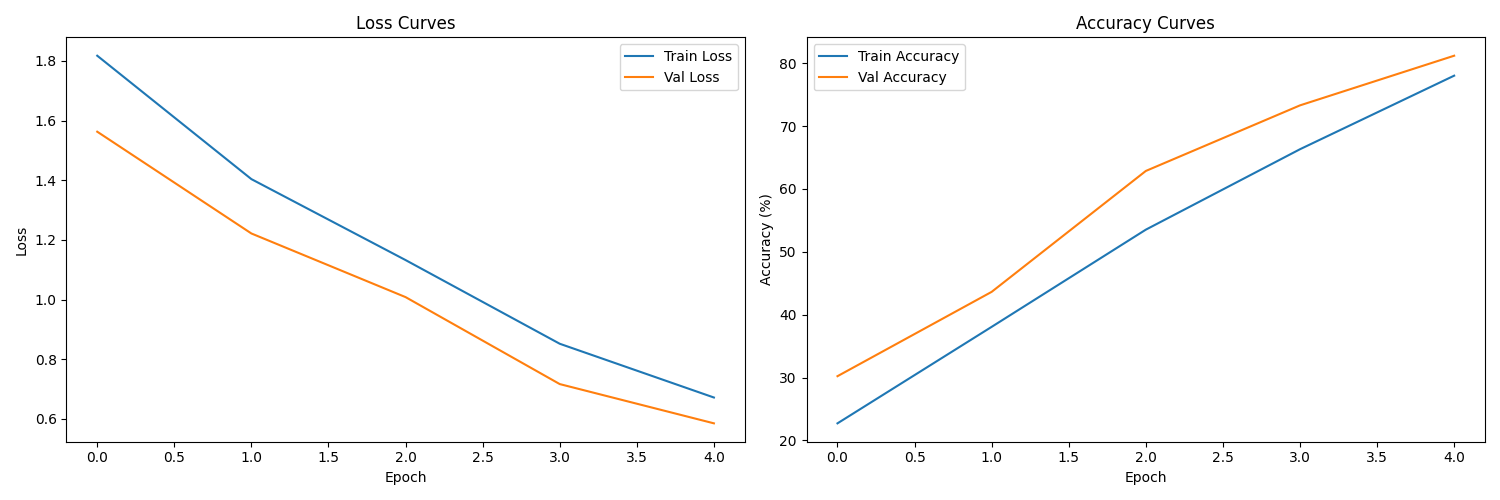 Loss Curves
Train Loss
Val Loss
Loss
1.8
1.6
1.4
1.2
1.0
0.8
0.6
0.0 0.5 1.0 1.5 2.0 2.5 3.0 3.5 4.0
Epoch
Accuracy Curves
Train Accuracy
Val Accuracy
Accuracy (%)
80
70
60
50
40
30
20
0.0 0.5 1.0 1.5 2.0 2.5 3.0 3.5 4.0
Epoch